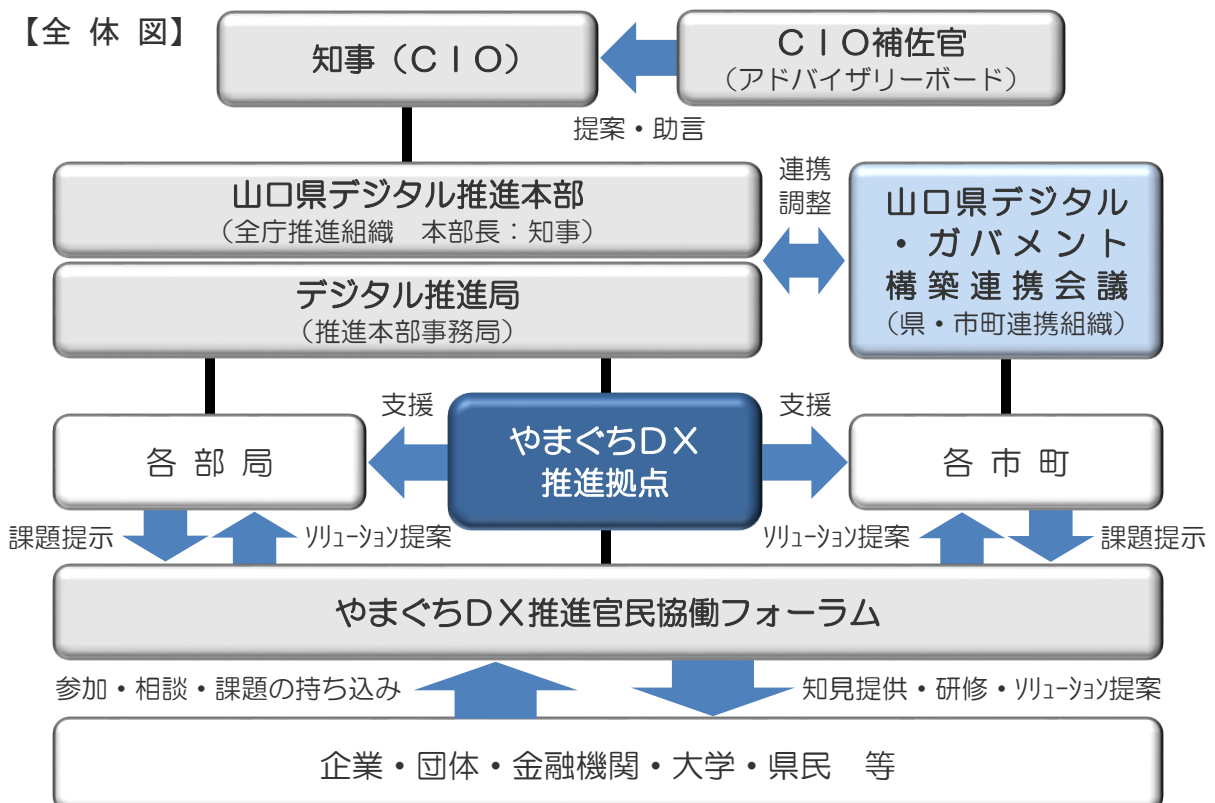 【全 体 図】
知事（ＣＩＯ）
ＣＩＯ補佐官
（アドバイザリーボード）
提案・助言
山口県デジタル推進本部
（全庁推進組織　本部長：知事）
連携
調整
山口県デジタル
・ガバメント
構築連携会議
（県・市町連携組織）
デジタル推進局
（推進本部事務局）
支援
やまぐちＤＸ
推進拠点
支援
各 部 局
各 市 町
課題提示
ｿﾘｭｰｼｮﾝ提案
ｿﾘｭｰｼｮﾝ提案
課題提示
やまぐちＤＸ推進官民協働フォーラム
参加・相談・課題の持ち込み
知見提供・研修・ｿﾘｭｰｼｮﾝ提案
企業・団体・金融機関・大学・県民　等